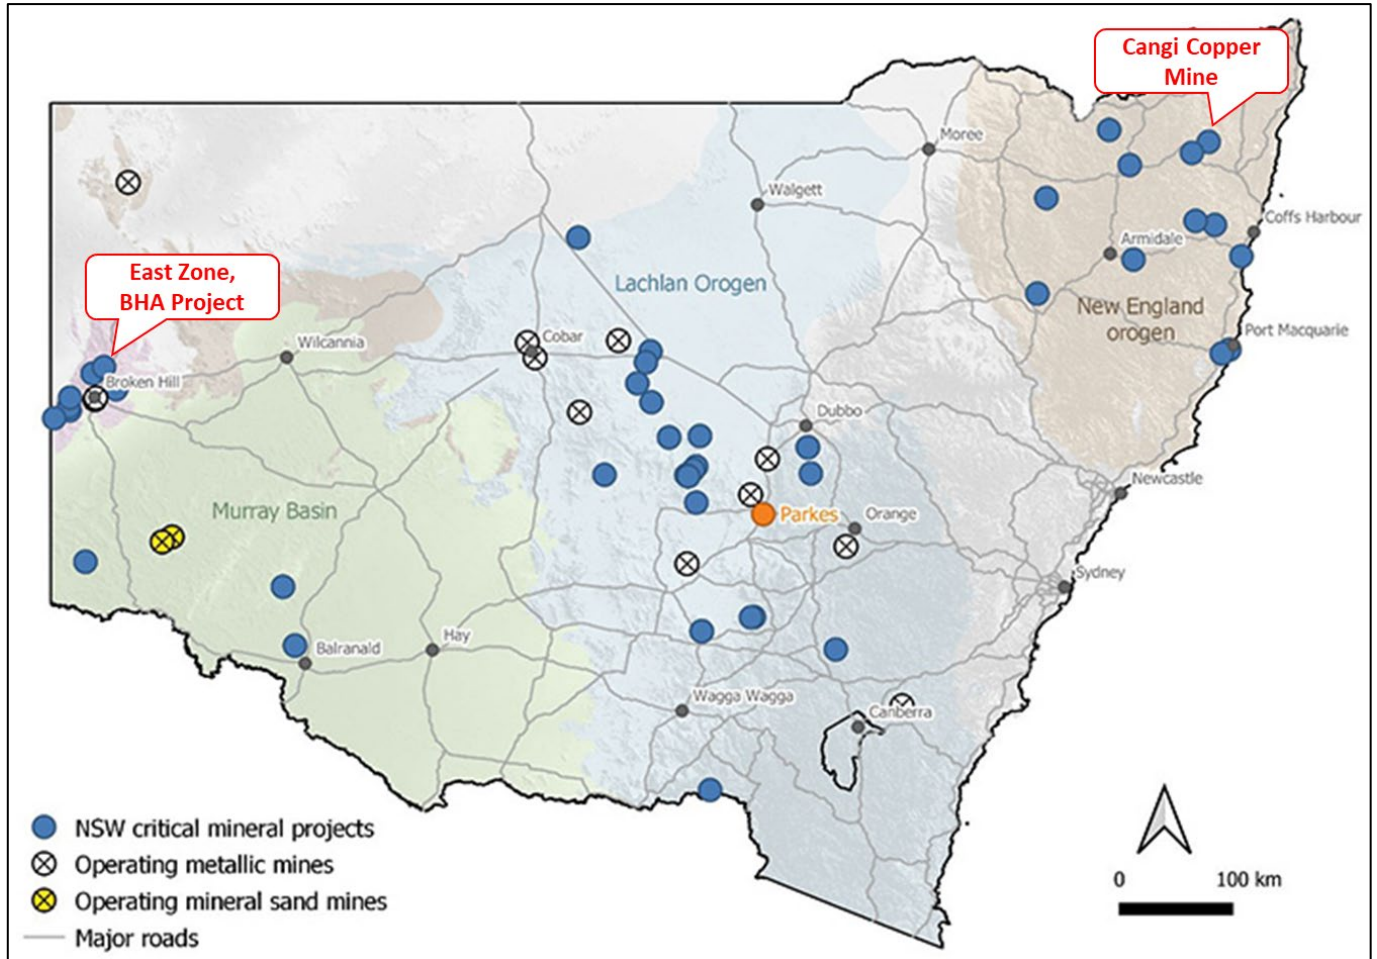 Cangi Copper
Mine
Moree
Walgett
Coffs Harbour
Armidale
East Zone,
BHA Project
Lachlan Orogen
New England
orogen
Port Macquarie
Cobar
Wilcannia
Broken Hill
Dubbo
Newcastle
Murray Basin
Parkes
Orange
Sydney
Hay
Balranald
Wagga Wagga
Canberra
NSW critical mineral projects
Operating metallic mines
Operating mineral sand mines
Major roads
0 100 km